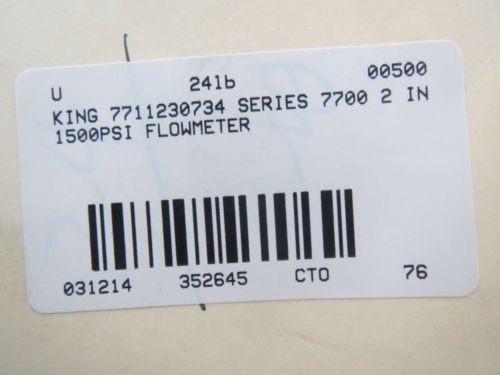 U 241b 00500
KING 7711230734 SERIES 7700 2 IN
1500PSI FLOWMETER
031214 352645 CTO 76